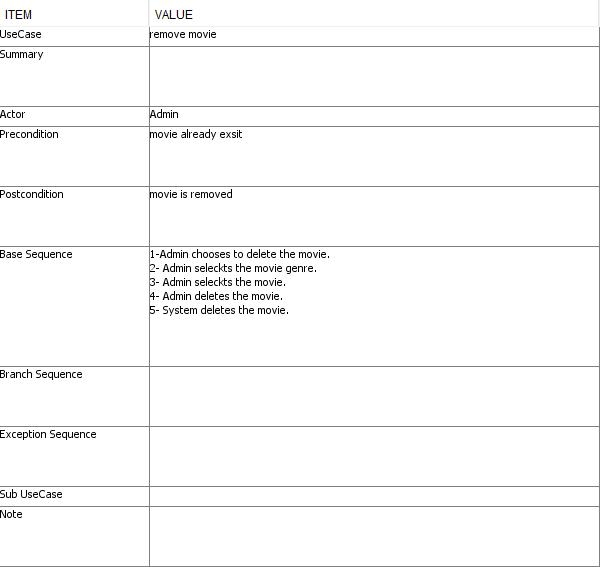 ITEM VALUE
UseCase remove movie
Summary
Actor Admin
Precondition movie already exsit
Postcondition movie is removed
Base Sequence 1-Admin chooses to delete the movie.
2- Admin seleckts the movie genre.
3- Admin seleckts the movie.
4- Admin deletes the movie.
5- System deletes the movie.
Branch Sequence
Exception Sequence
Sub UseCase
Note